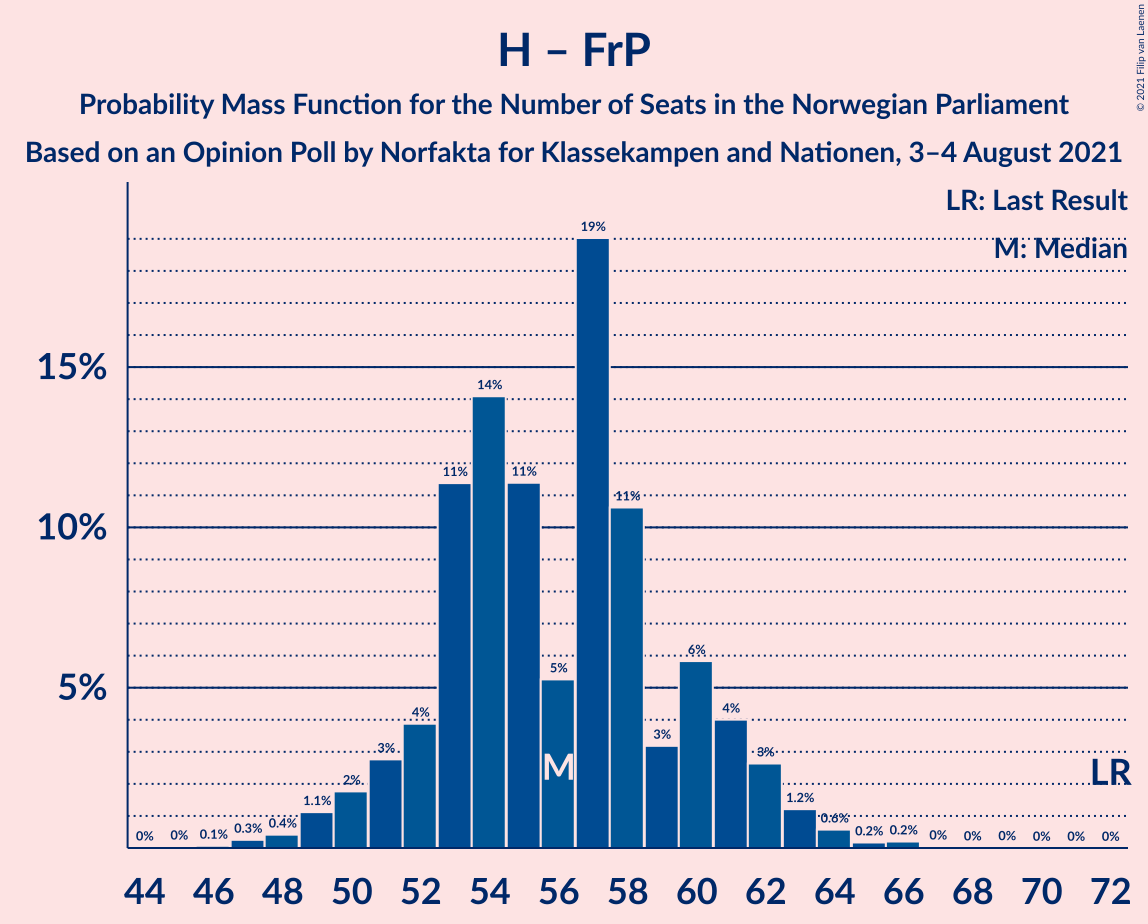 H – FrP
Probability Mass Function for the Number of Seats in the Norwegian Parliament
Based on an Opinion Poll by Norfakta for Klassekampen and Nationen, 3–4 August 2021
© 2021 Filip van Laenen
LR: Last Result
M: Median
15%
10%
5%
0% 0% 0.1% 0.3% 0.4% 1.1% 2% 3% 4% 11% 14% 11% 5% 19% 11% 3% 6% 4% 3% 1.2% 0.6% 0.2% 0.2% 0% 0% 0% 0% 0% 0%
M
LR
44 46 48 50 52 54 56 58 60 62 64 66 68 70 72